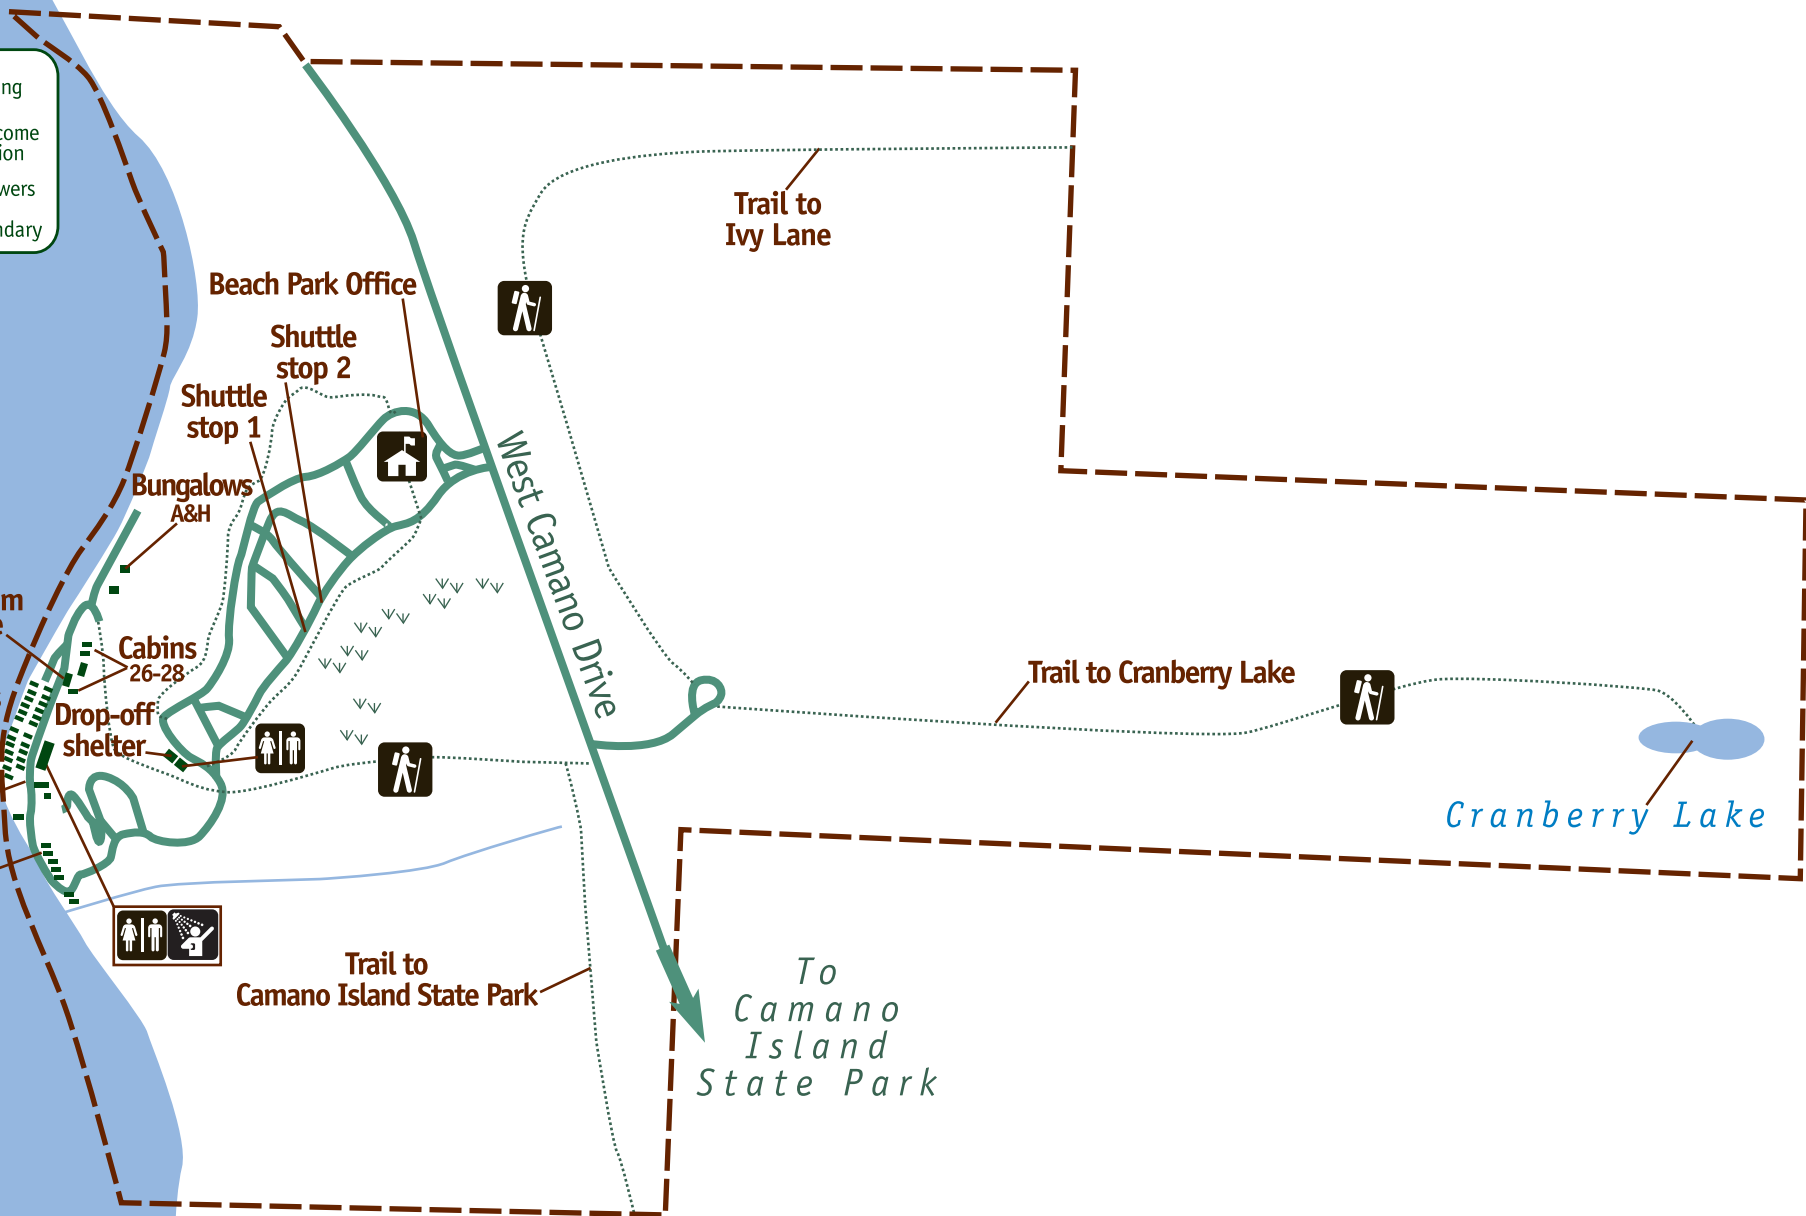 ng
come
ion
wers
ndary
Trail to
Ivy Lane
Beach Park Office
Shuttle
stop 2
Shuttle
stop 1
West Camano Drive
Bungalows
A&H
m
Cabins
26-28
Trail to Cranberry Lake
Drop-off
shelter
Cranberry Lake
Trail to
Camano Island State Park
To
Camano
Island
State Park